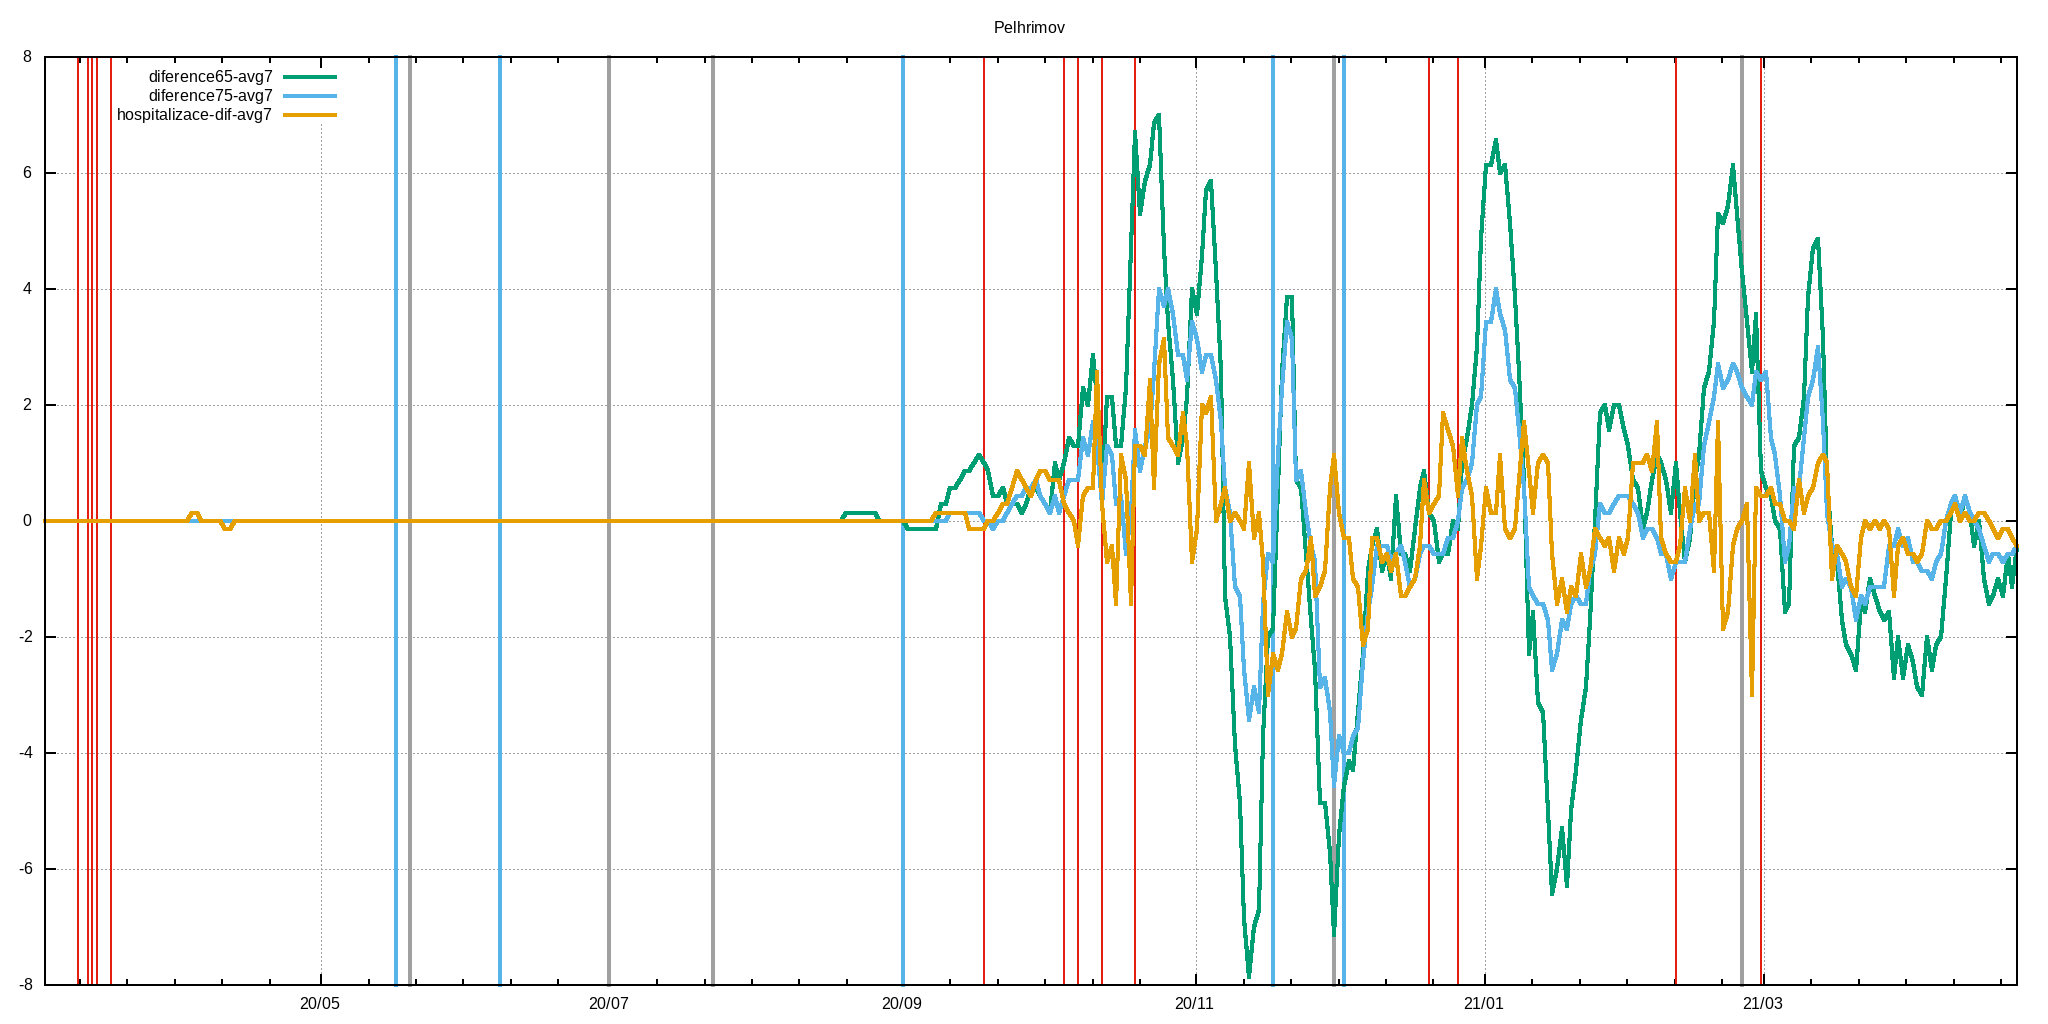 Pelhrimov
diference65-avg7
diference75-avg7
hospitalizace-dif-avg7
8
6
4
2
0
-2
-4
-6
-8
20/05 20/07 20/09 20/11 21/01 21/03